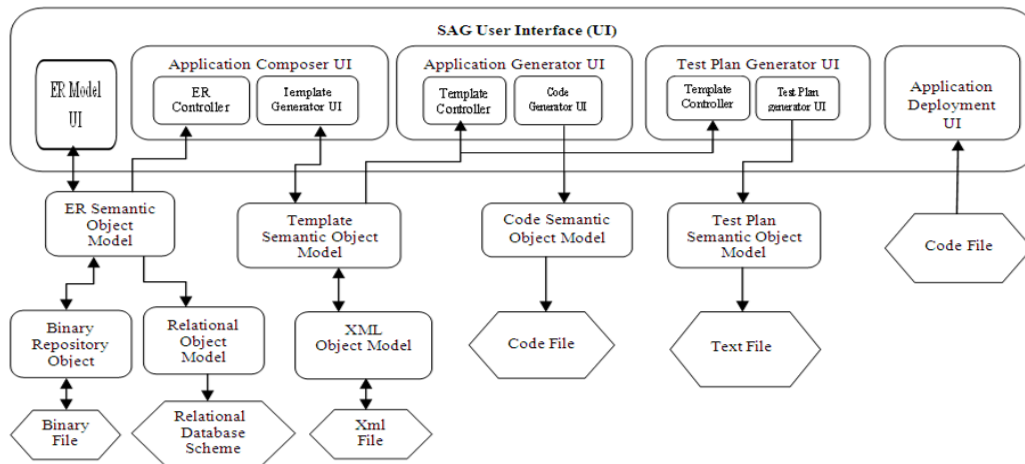 SAG User Interface (UI)
ER Model
UI
Application Composer UI
ER
Controller
Template
Generator UI
Application Generator UI
Template
Controller
Code
Generator UI
Test Plan Generator UI
Template
Controller
Test Plan
generator UI
Application
Deployment
UI
ER Semantic
Object
Model
Template
Semantic Object
Model
Code Semantic
Object Model
Test Plan
Semantic Object
Model
Code File
Binary
Repository
Object
Relational
Object
Model
XML
Object Model
Code File
Text File
Binary
File
Relational
Database
Scheme
Xml
File